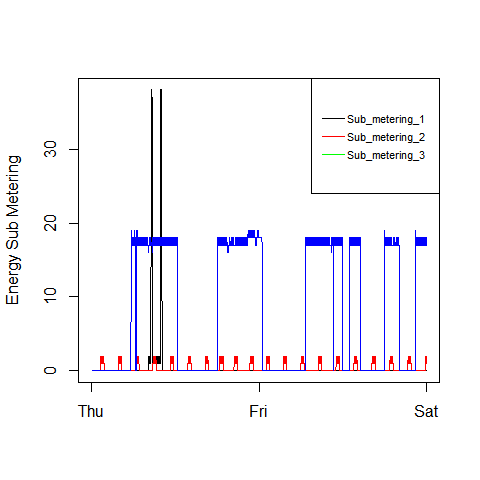 Energy Sub Metering
30
20
10
0
Thu
Fri
Sat
Sub_metering_1
Sub_metering_2
Sub_metering_3